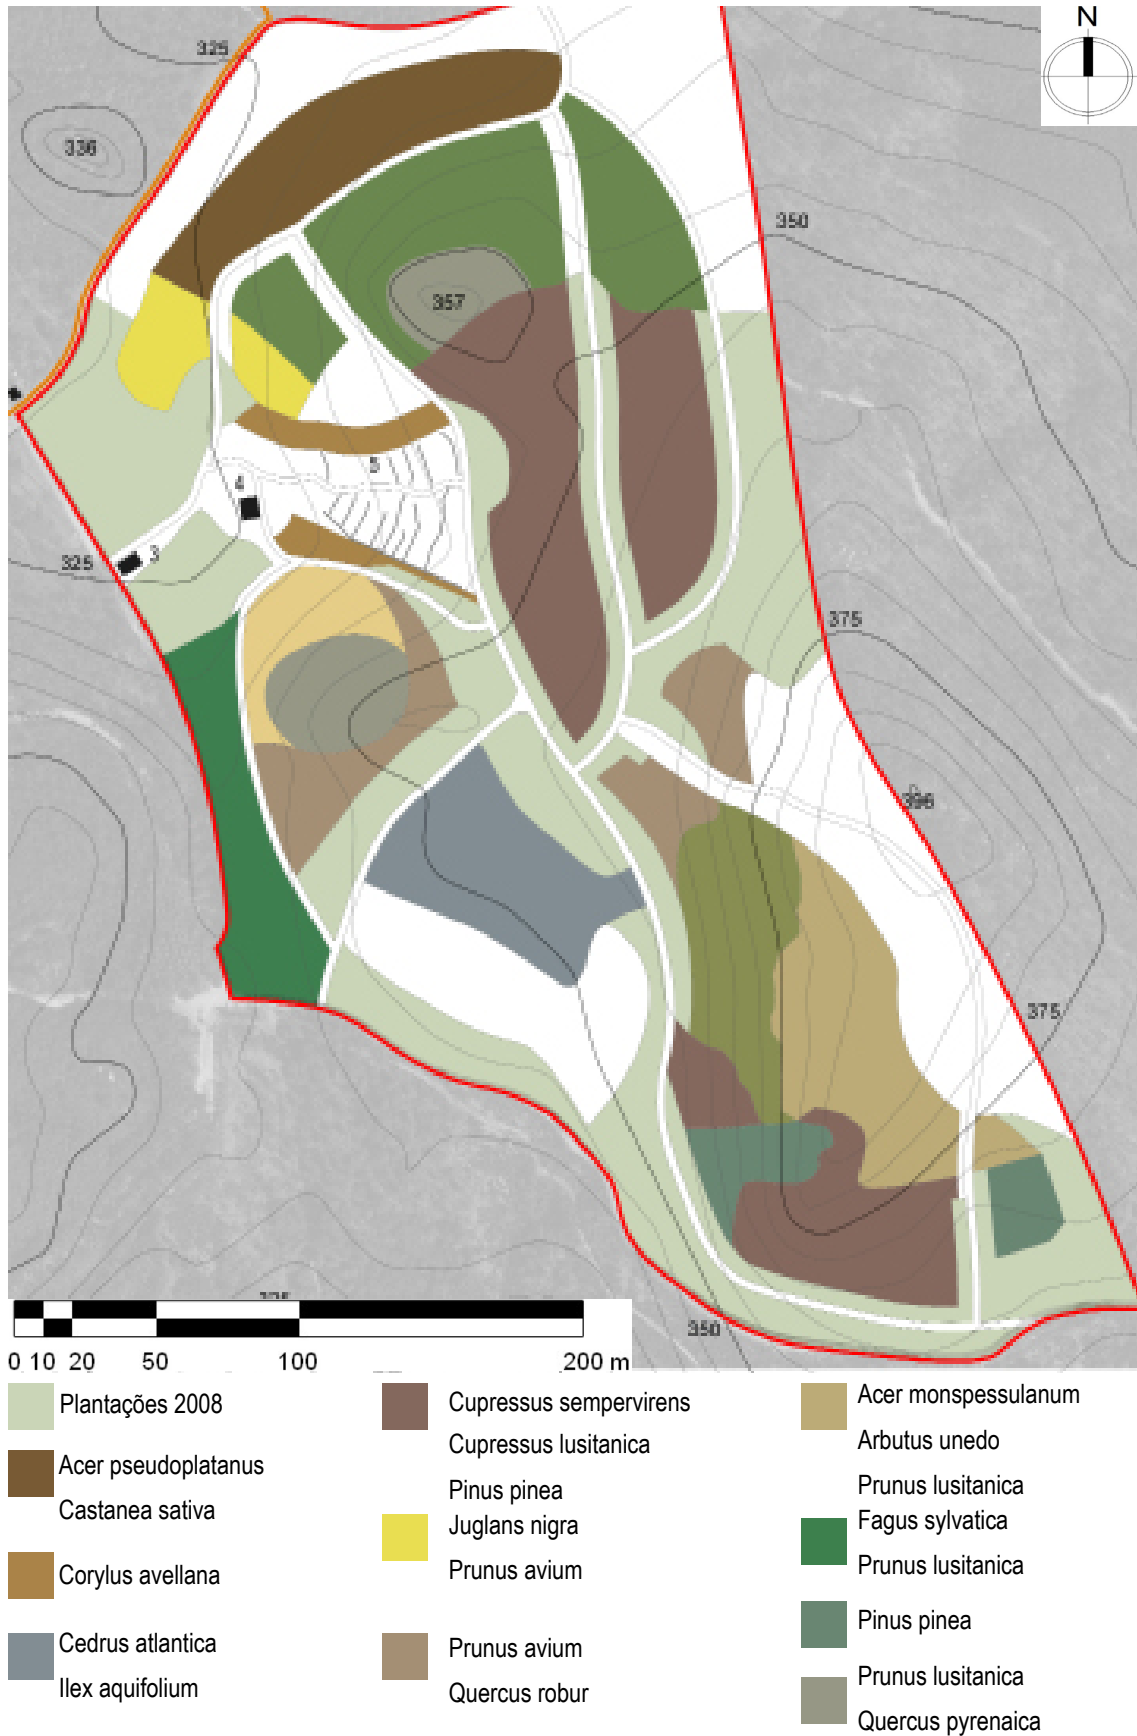 N
325
336
350
357
5
4
3
325
375
396
375
350
0 10 20 50 100 200 m
Plantações 2008
Acer pseudoplatanus
Castanea sativa
Corylus avellana
Cedrus atlantica
Ilex aquifolium
Cupressus sempervirens
Cupressus lusitanica
Pinus pinea
Juglans nigra
Prunus avium
Prunus avium
Quercus robur
Acer monspessulanum
Arbutus unedo
Prunus lusitanica
Fagus sylvatica
Prunus lusitanica
Pinus pinea
Prunus lusitanica
Quercus pyrenaica